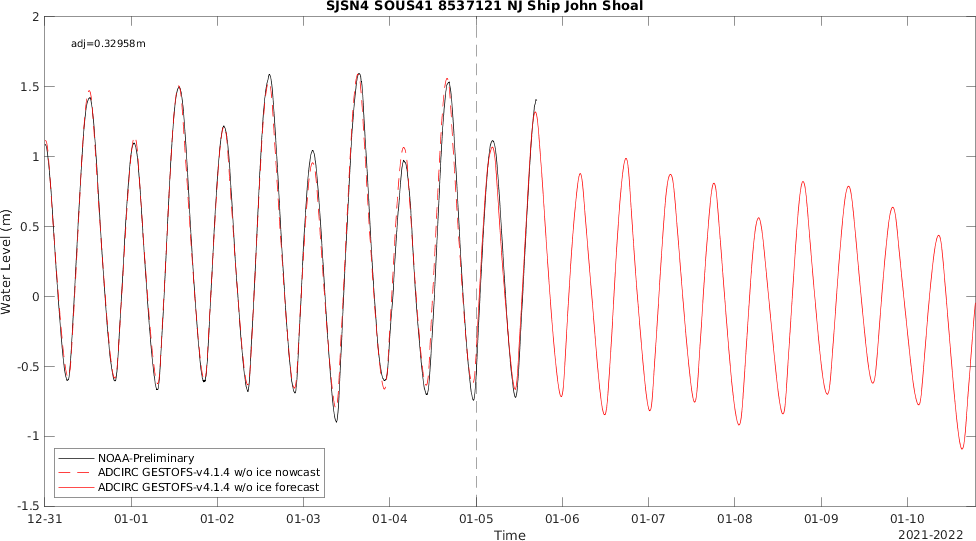 SJSN4 SOUS41 8537121 NJ Ship John Shoal
adj=0.32958m
2
1.5
1
0.5
0
-0.5
-1
-1.5
Water Level (m)
NOAA-Preliminary
ADCIRC GESTOFS-v4.1.4 w/o ice nowcast
ADCIRC GESTOFS-v4.1.4 w/o ice forecast
12-31 01-01 01-02 01-03 01-04 01-05 01-06 01-07 01-08 01-09 01-10
Time
2021-2022